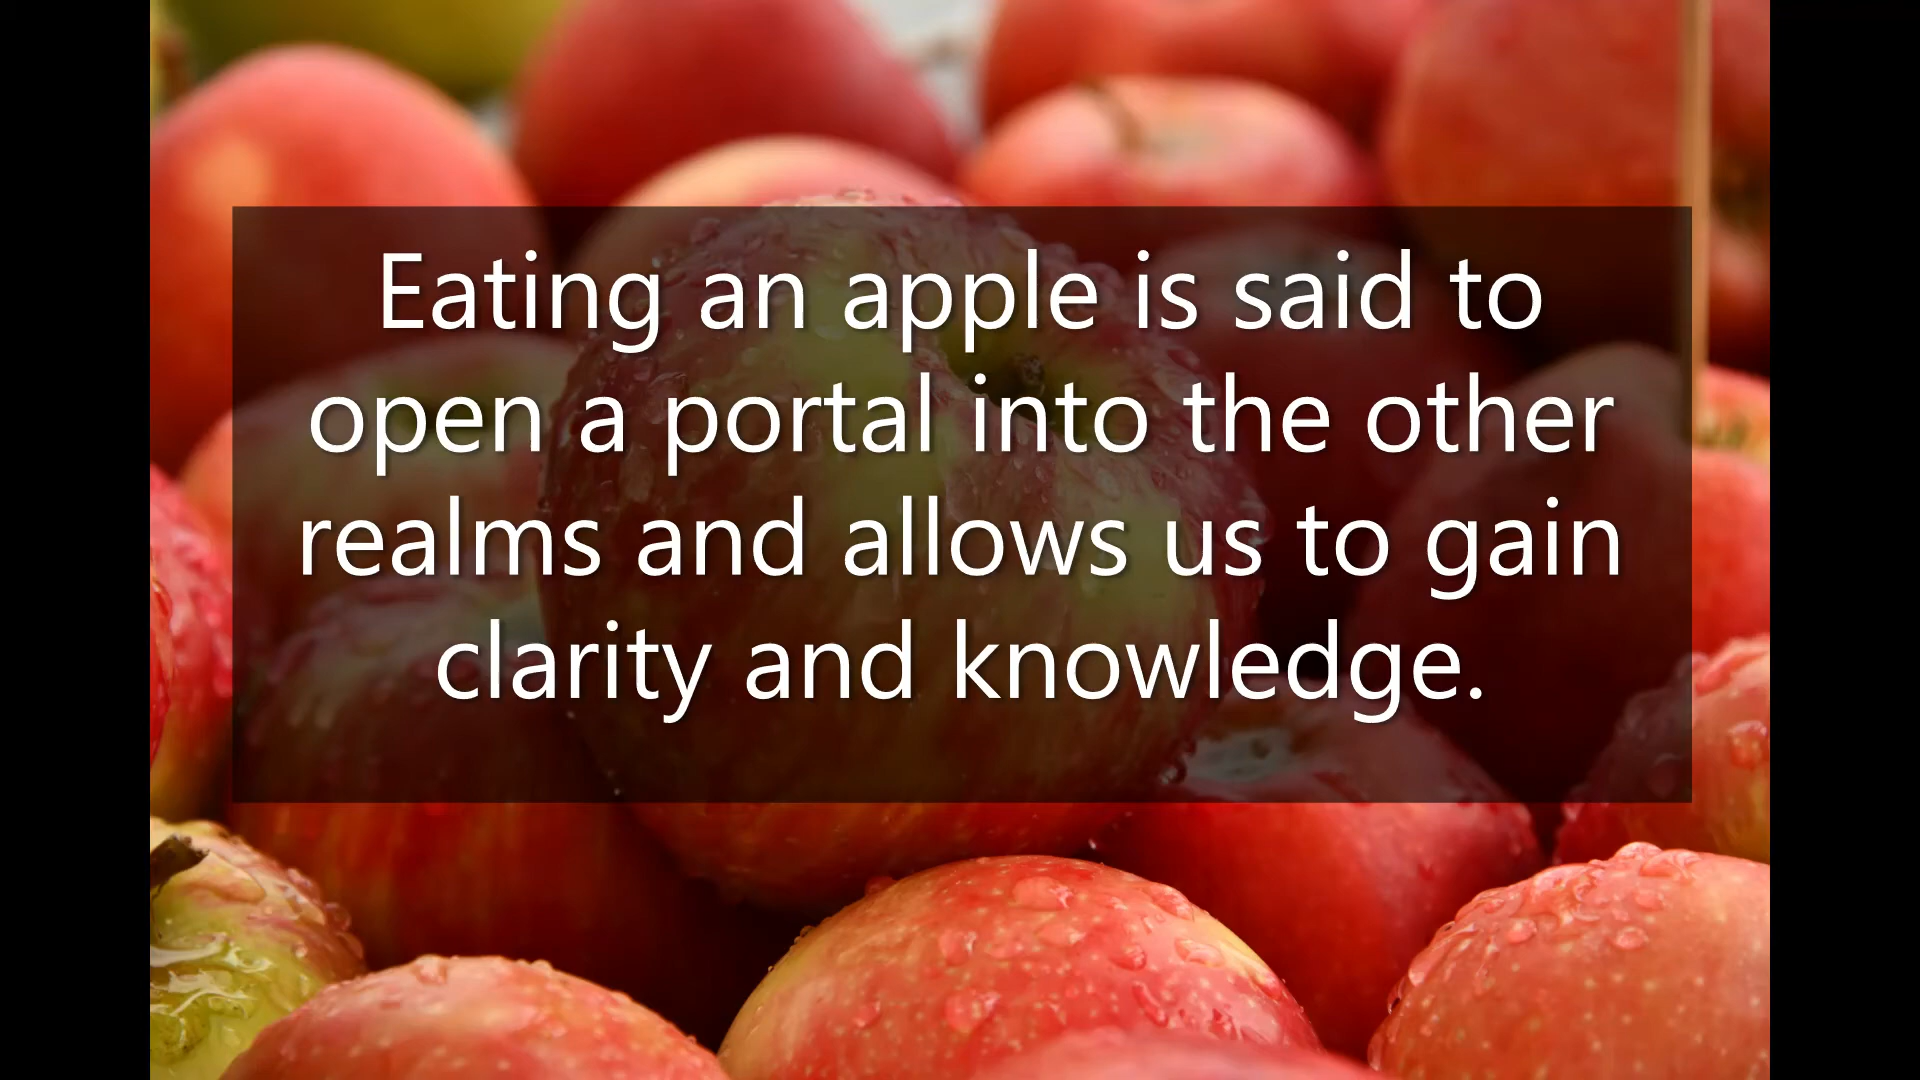 Eating an apple is said to
open a portal into the other
realms and allows us to gain
clarity and knowledge.